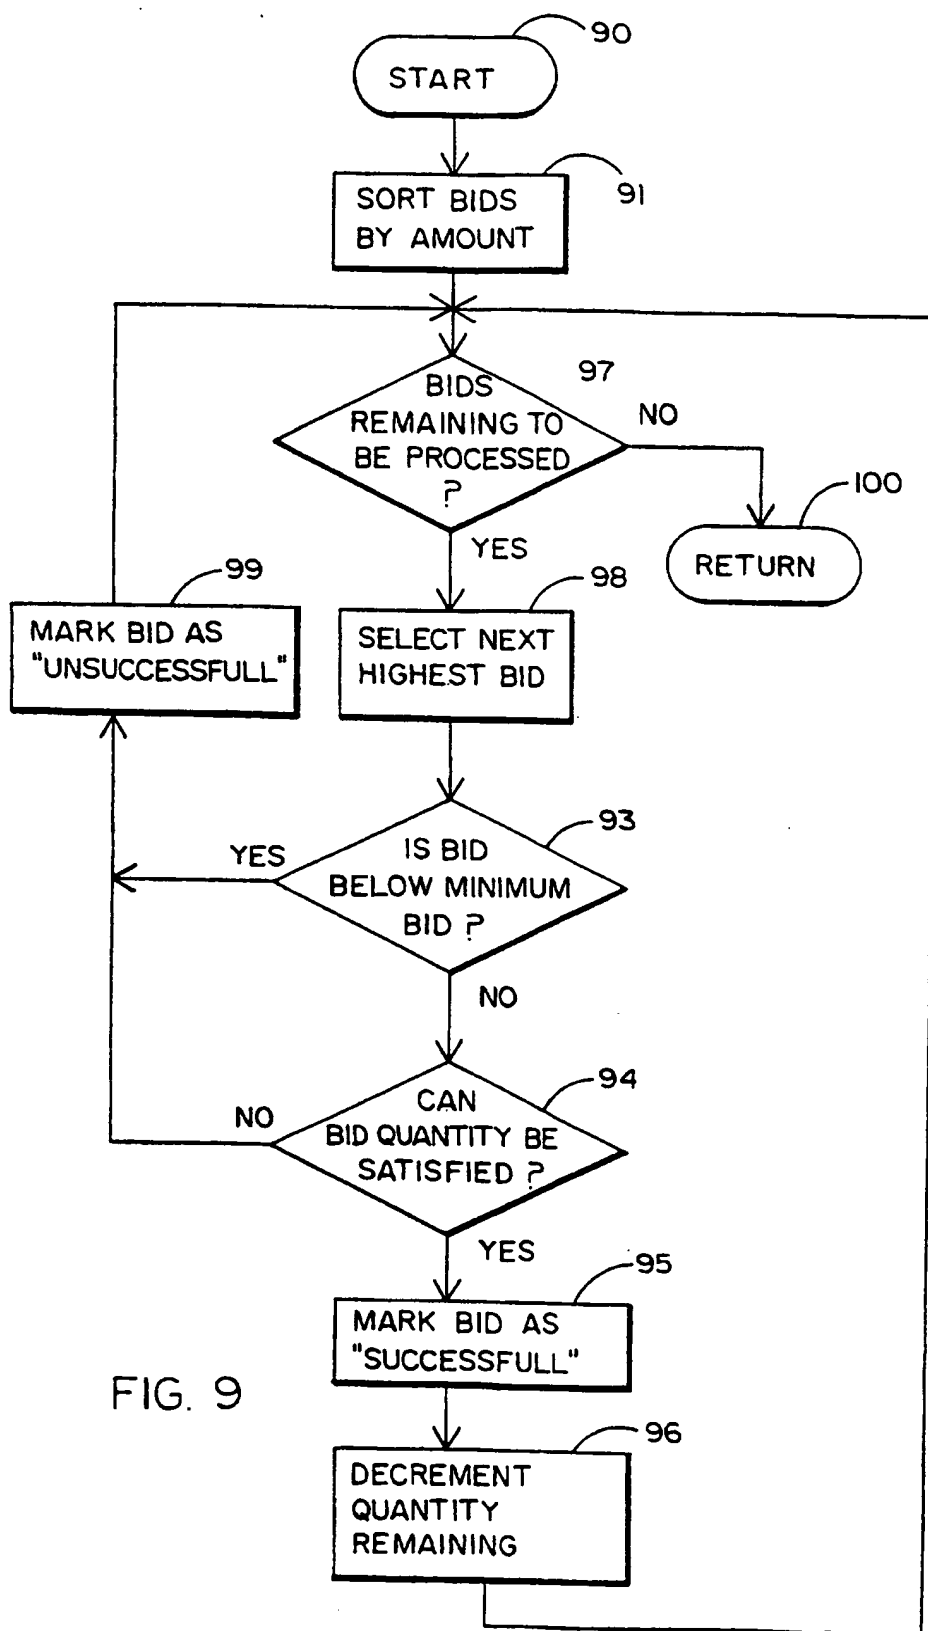 90
START
91
SORT BIDS
BY AMOUNT
97
BIDS
REMAINING TO
BE PROCESSED
?
NO
100
RETURN
YES
99
MARK BID AS
"UNSUCCESSFULL"
98
SELECT NEXT
HIGHEST BID
93
YES
IS BID
BELOW MINIMUM
BID ?
NO
94
NO
CAN
BID QUANTITY BE
SATISFIED ?
YES
95
MARK BID AS
"SUCCESSFULL"
FIG. 9
96
DECREMENT
QUANTITY
REMAINING